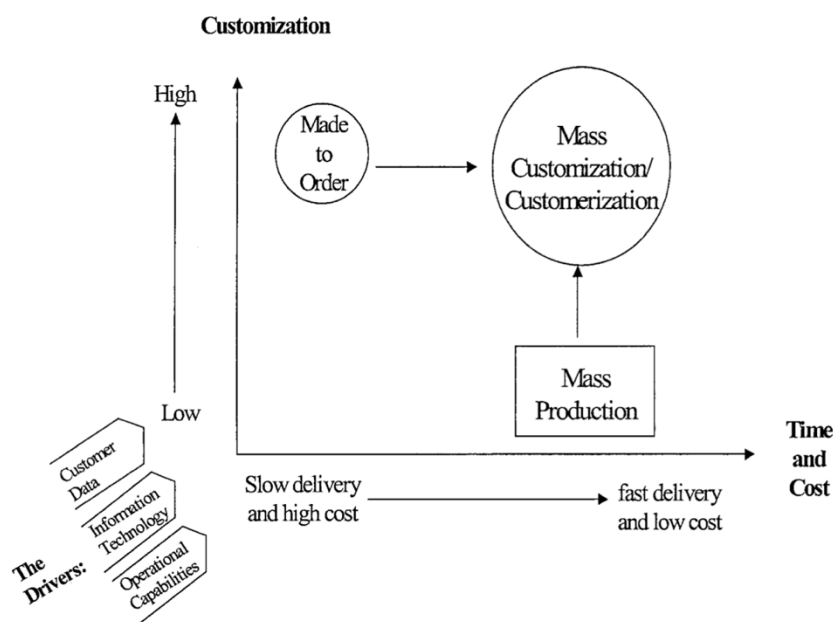 Customization
High
Made
to
Order
Mass
Customization/
Customerization
Mass
Production
Low
Time
and
Cost
Slow delivery
and high cost
fast delivery
and low cost
The
Drivers:
Customer
Data
Information
Technology
Operational
Capabilities